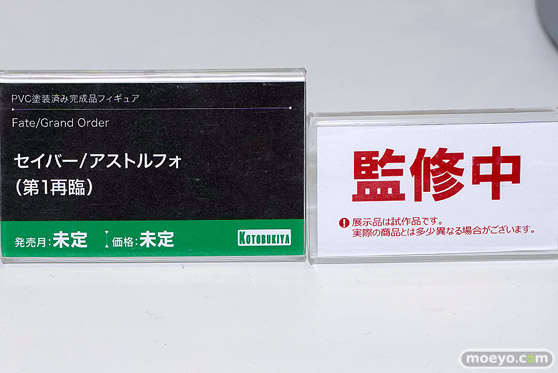 PVC塗装済み完成品フィギュア
Fate/Grand Order
セイバー/アストルフォ
(第1再臨)
発売月:未定 価格:未定 KOTOBUKIYA
監修中
!展示品は試作品です。
実際の商品とは多少異なる場合がございます。
moeyo.com